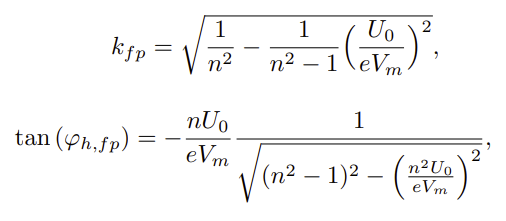 k_{fp} = \sqrt{\frac{1}{n^2} - \frac{1}{n^2 - 1} \left( \frac{U_0}{eV_m} \right)^2},
\tan(\varphi_{h,fp}) = -\frac{nU_0}{eV_m} \frac{1}{\sqrt{(n^2 - 1)^2 - \left( \frac{n^2 U_0}{eV_m} \right)^2}},